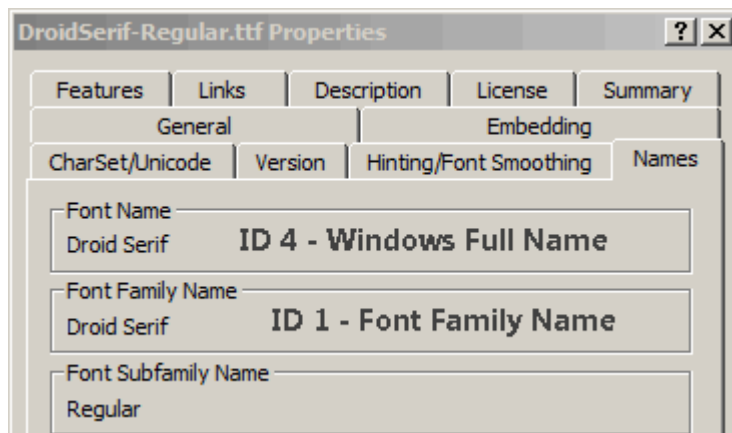 DroidSerif-Regular.ttf Properties ? X
Features Links Description License Summary
General Embedding
CharSet/Unicode Version Hinting/Font Smoothing Names
Font Name
Droid Serif ID 4 - Windows Full Name
Font Family Name
Droid Serif ID 1 - Font Family Name
Font Subfamily Name
Regular